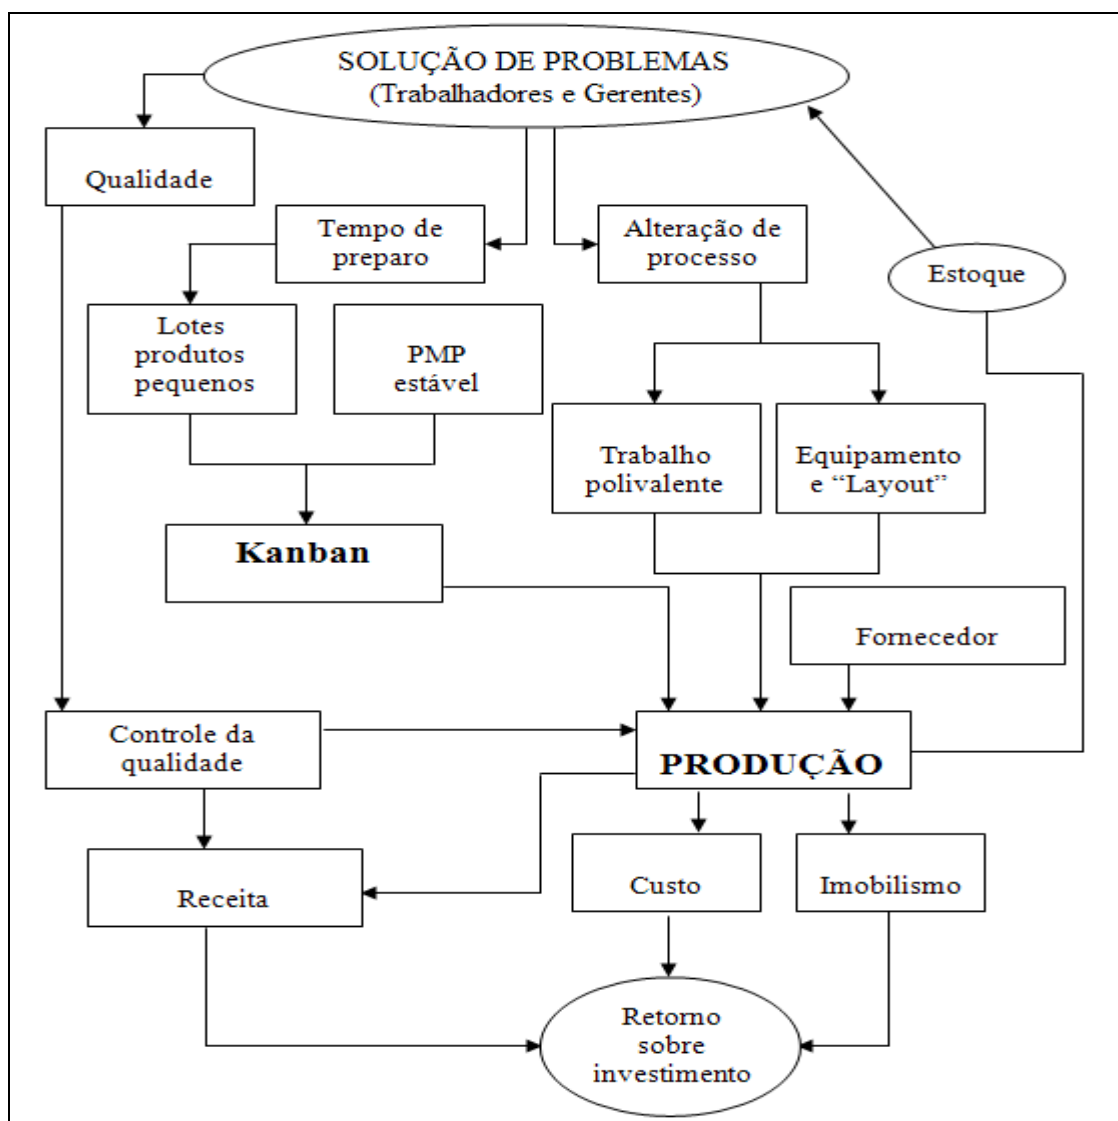 SOLUÇÃO DE PROBLEMAS
(Trabalhadores e Gerentes)
Qualidade
Tempo de
preparo
Alteração de
processo
Estoque
Lotes
produtos
pequenos
PMP
estável
Trabalho
polivalente
Equipamento
e “Layout”
Kanban
Fornecedor
Controle da
qualidade
PRODUÇÃO
Receita
Custo
Imobilismo
Retorno
sobre
investimento